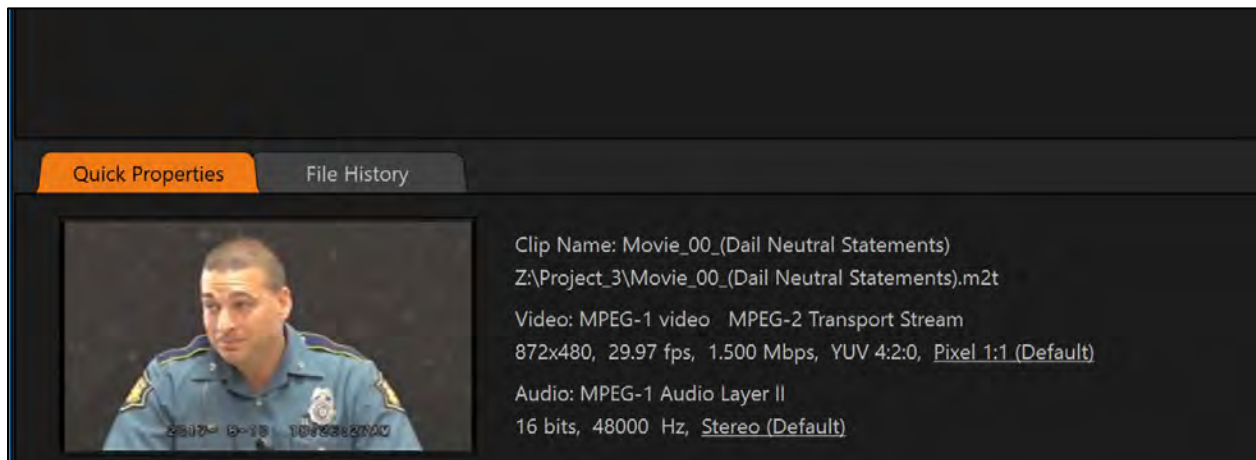 Quick Properties
File History
Clip Name: Movie_00_(Dail Neutral Statements)
Z:\Project_3\Movie_00_(Dail Neutral Statements).m2t
Video: MPEG-1 video MPEG-2 Transport Stream
872x480, 29.97 fps, 1.500 Mbps, YUV 4:2:0, Pixel 1:1 (Default)
Audio: MPEG-1 Audio Layer II
16 bits, 48000 Hz, Stereo (Default)